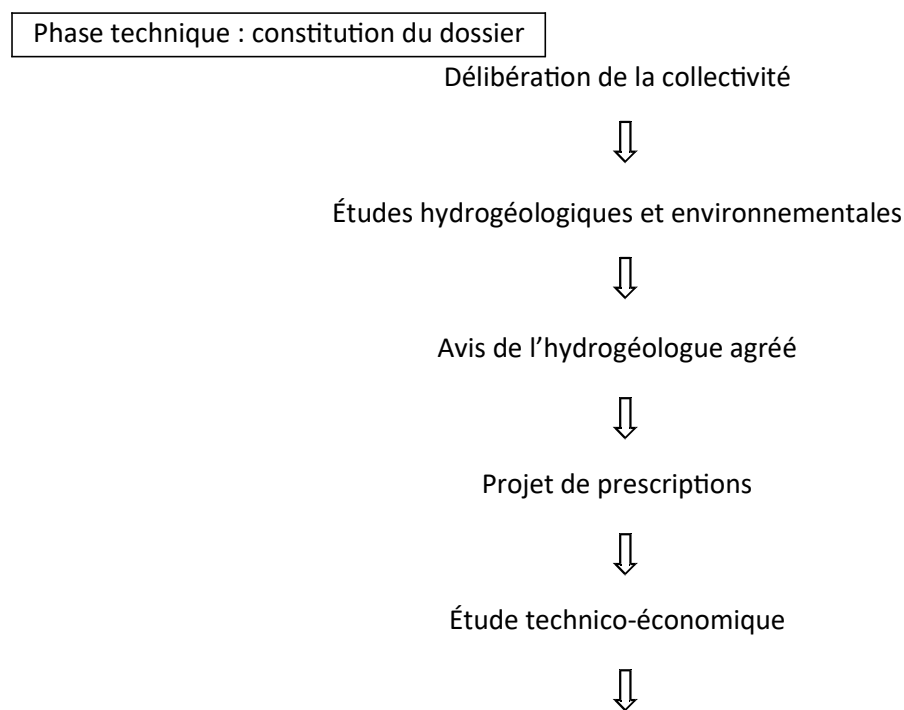 Phase technique : constitution du dossier
Délibération de la collectivité
Études hydrogéologiques et environnementales
Avis de l’hydrogéologue agréé
Projet de prescriptions
Étude technico-économique